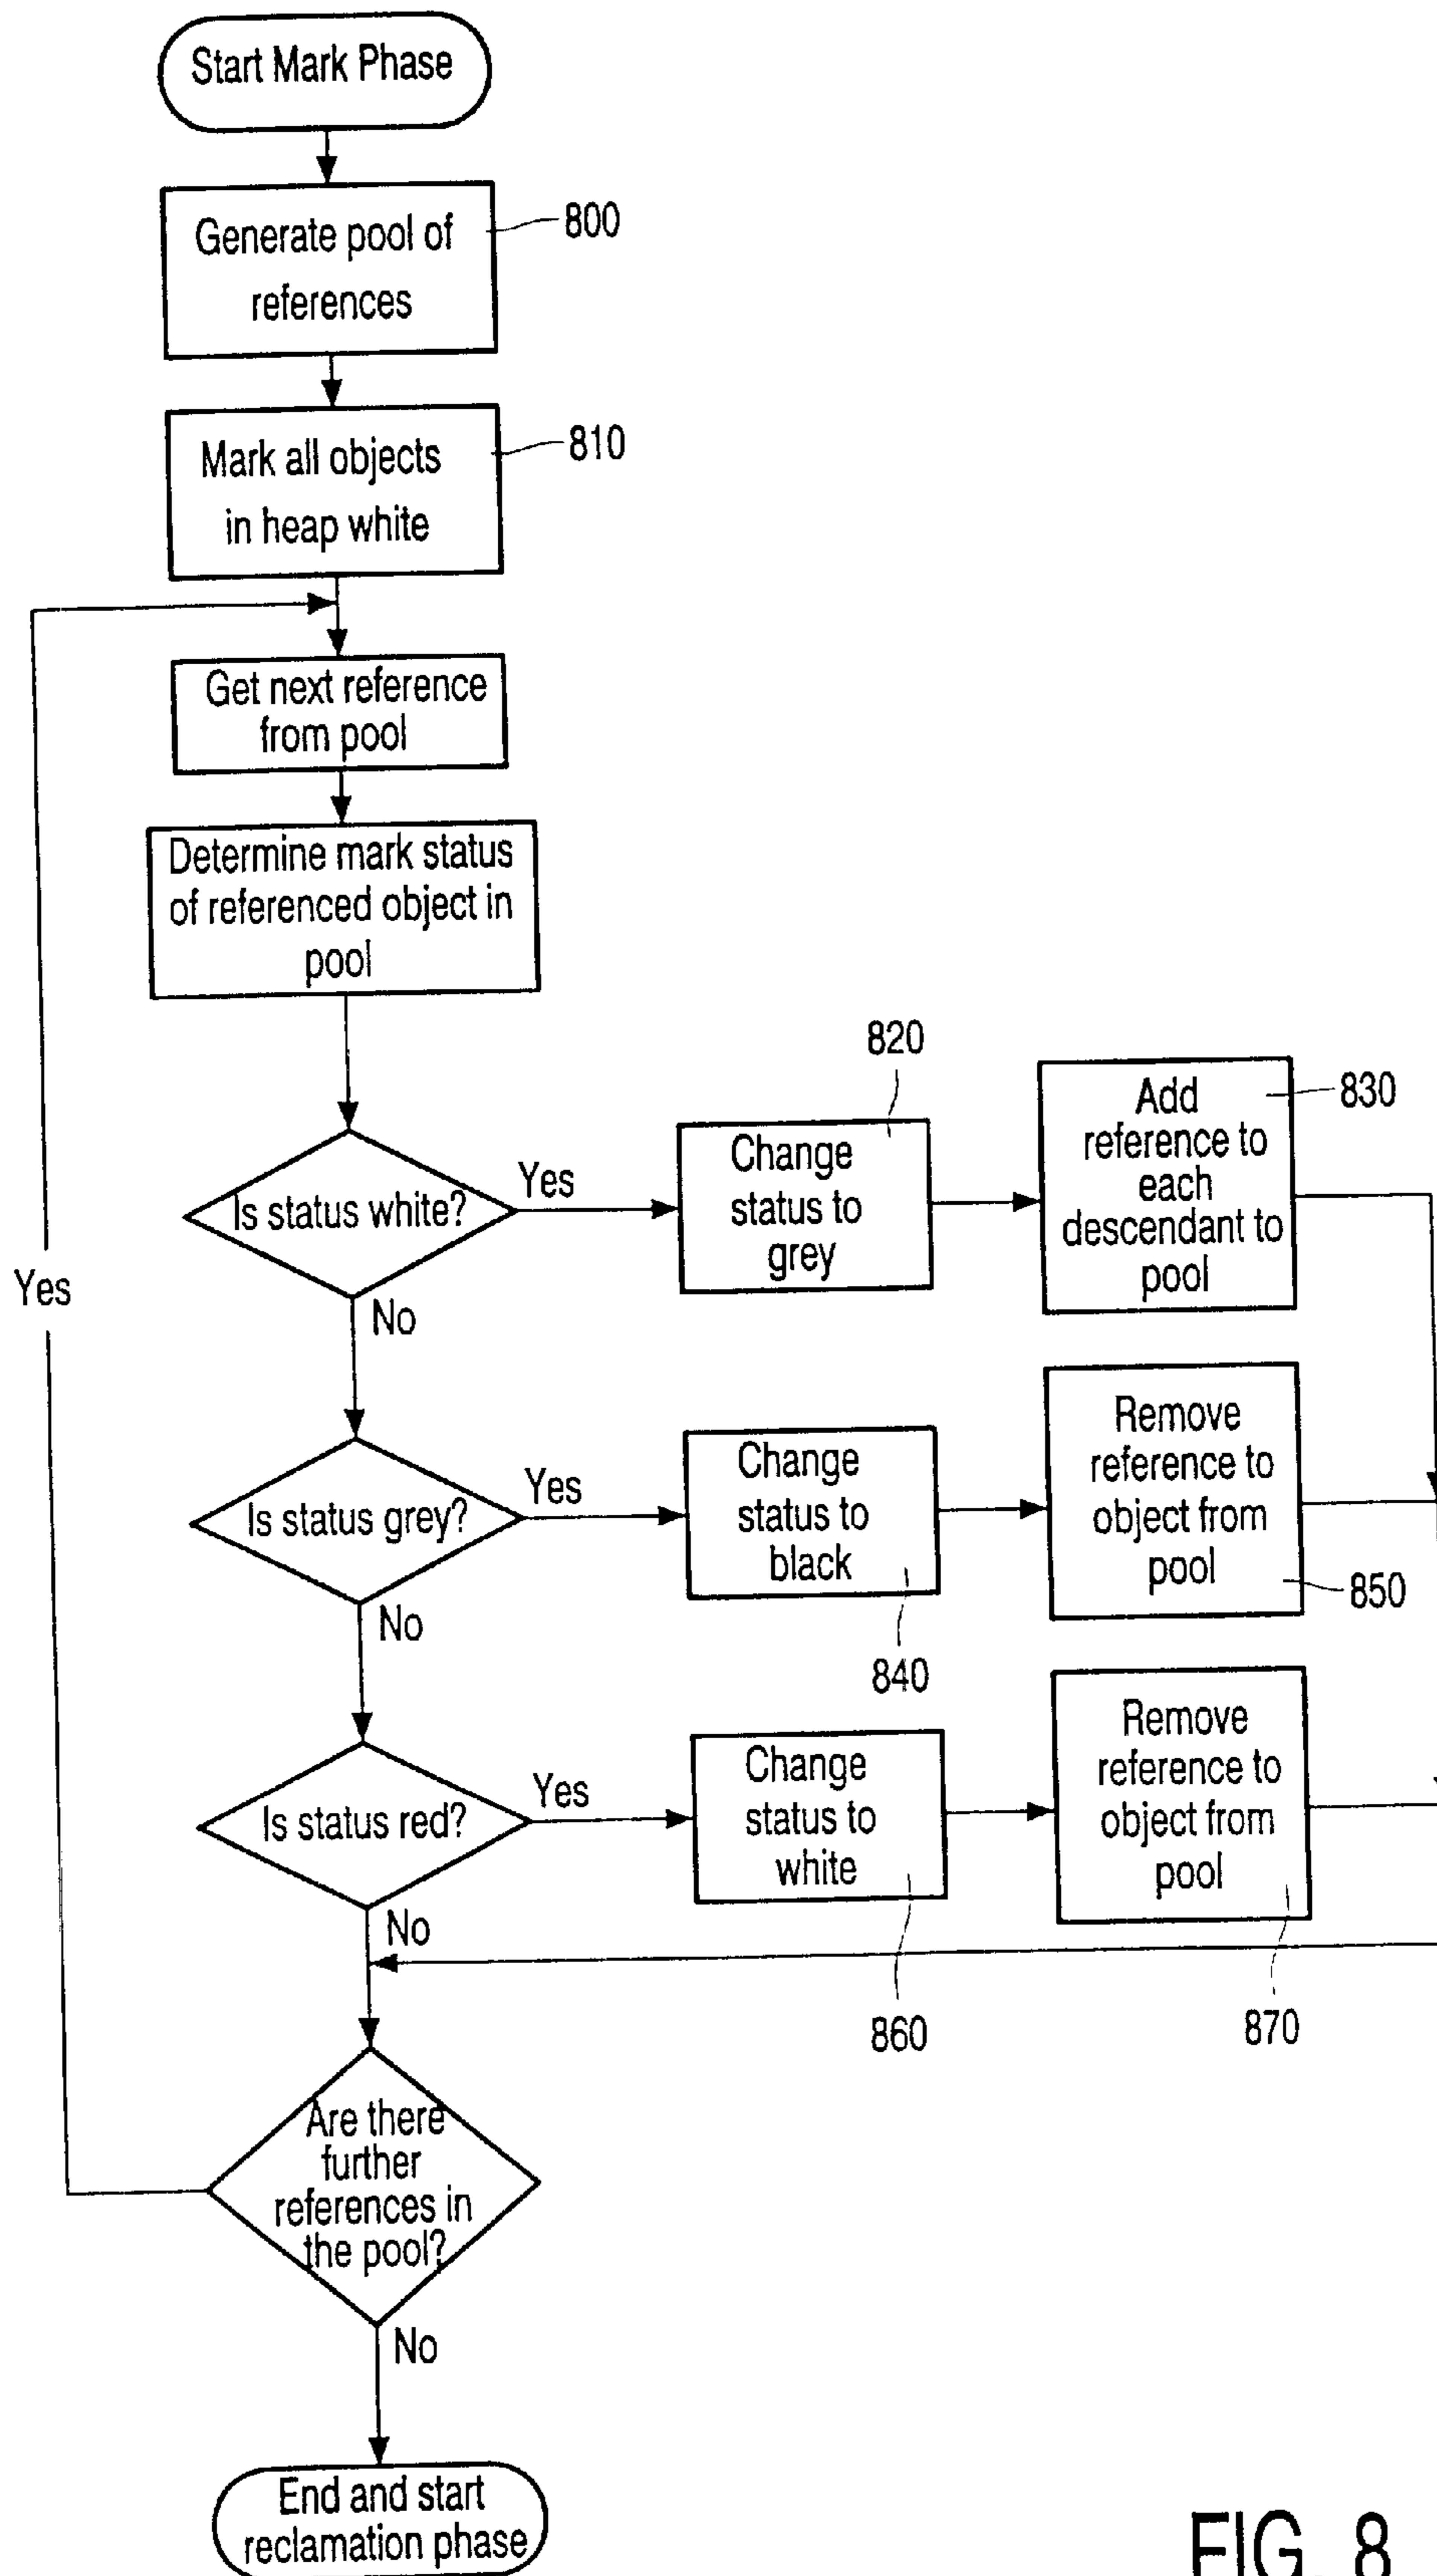 Start Mark Phase
Generate pool of
references
800
Mark all objects
in heap white
810
Get next reference
from pool
Determine mark status
of referenced object in
pool
Is status white?
Yes
No
820
Change
status to
grey
830
Add
reference to
each
descendant to
pool
Yes
Is status grey?
Yes
No
Change
status to
black
840
Remove
reference to
object from
pool
850
Is status red?
Yes
No
Change
status to
white
860
Remove
reference to
object from
pool
870
Are there
further
references in
the pool?
No
End and start
reclamation phase
FIG. 8